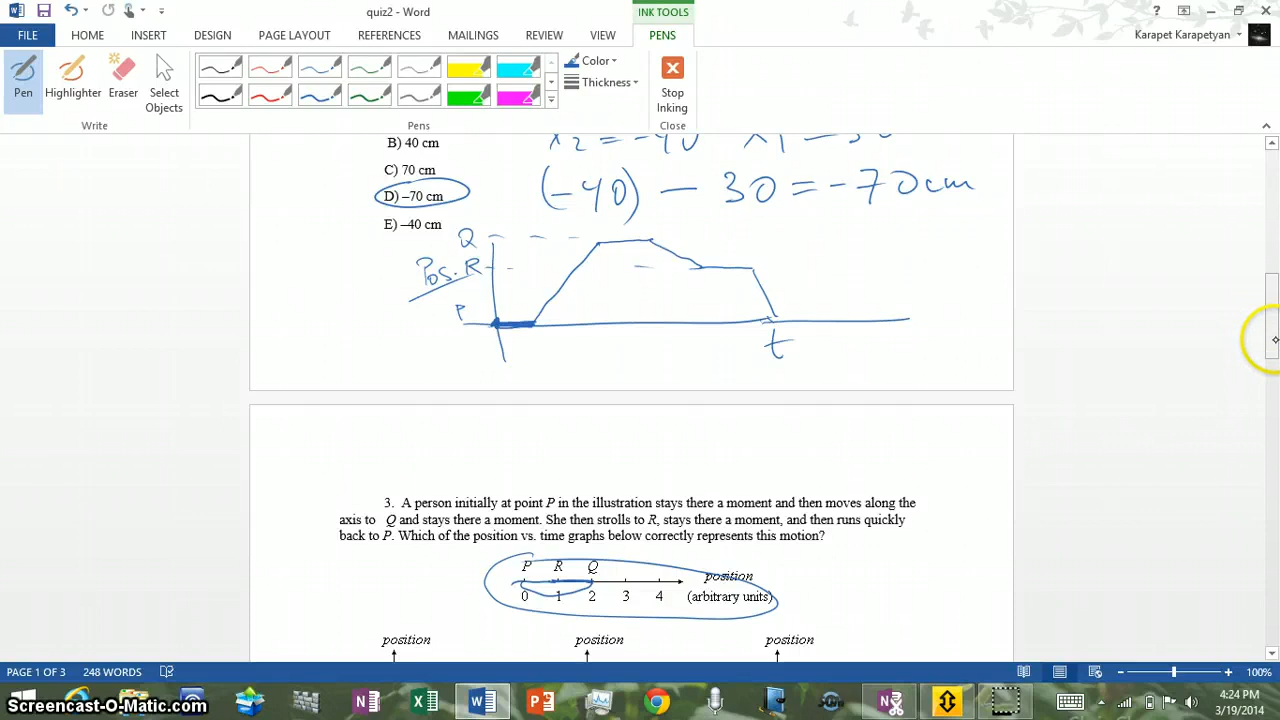 quiz2 - Word
INK TOOLS
FILE
HOME
INSERT
DESIGN
PAGE LAYOUT
REFERENCES
MAILINGS
REVIEW
VIEW
PENS
Karapet Karapetyan
Pen
Highlighter
Eraser
Select
Objects
Color
Thickness
Stop
Inking
Write
Pens
Close
B) 40 cm
x2 = -40 x1 = 30
C) 70 cm
D) –70 cm
(-40) - 30 = -70cm
E) –40 cm
Q
Pos. R
P
t
3. A person initially at point P in the illustration stays there a moment and then moves along the
axis to Q and stays there a moment. She then strolls to R, stays there a moment, and then runs quickly
back to P. Which of the position vs. time graphs below correctly represents this motion?
P R Q
position
0 1 2 3 4 (arbitrary units)
position position position
PAGE 1 OF 3 248 WORDS
100%
Screencast-O-Matic.com
4:24 PM
3/19/2014